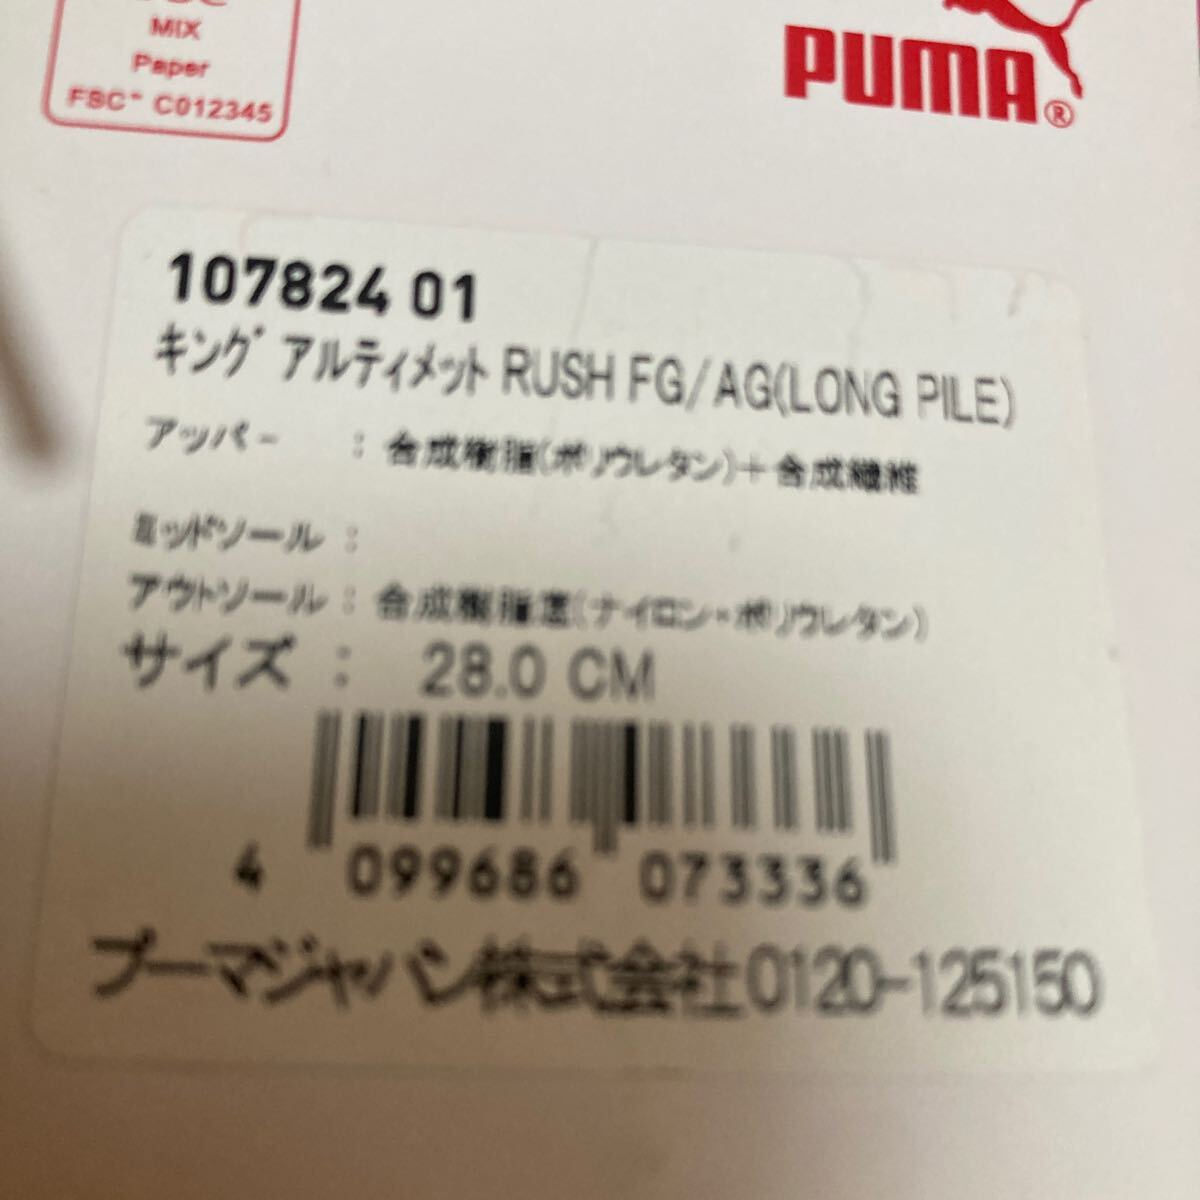 MIX
Paper
FSC™ C012345
PUMA®
107824 01
キング アルティメット RUSH FG/AG(LONG PILE)
アッパー : 合成樹脂(ポリウレタン)+合成繊維
ミッドソール :
アウトソール : 合成樹脂底(ナイロン・ポリウレタン)
サイズ : 28.0 CM
4 099686 073336
プーマジャパン株式会社0120-125150